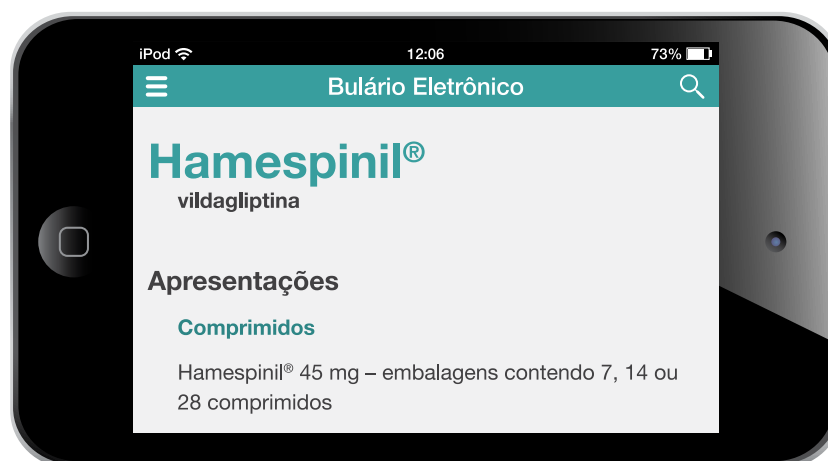 iPod 12:06 73%
Bulário Eletrônico
Hamespinil®
vildagliptina
Apresentações
Comprimidos
Hamespinil® 45 mg – embalagens contendo 7, 14 ou
28 comprimidos